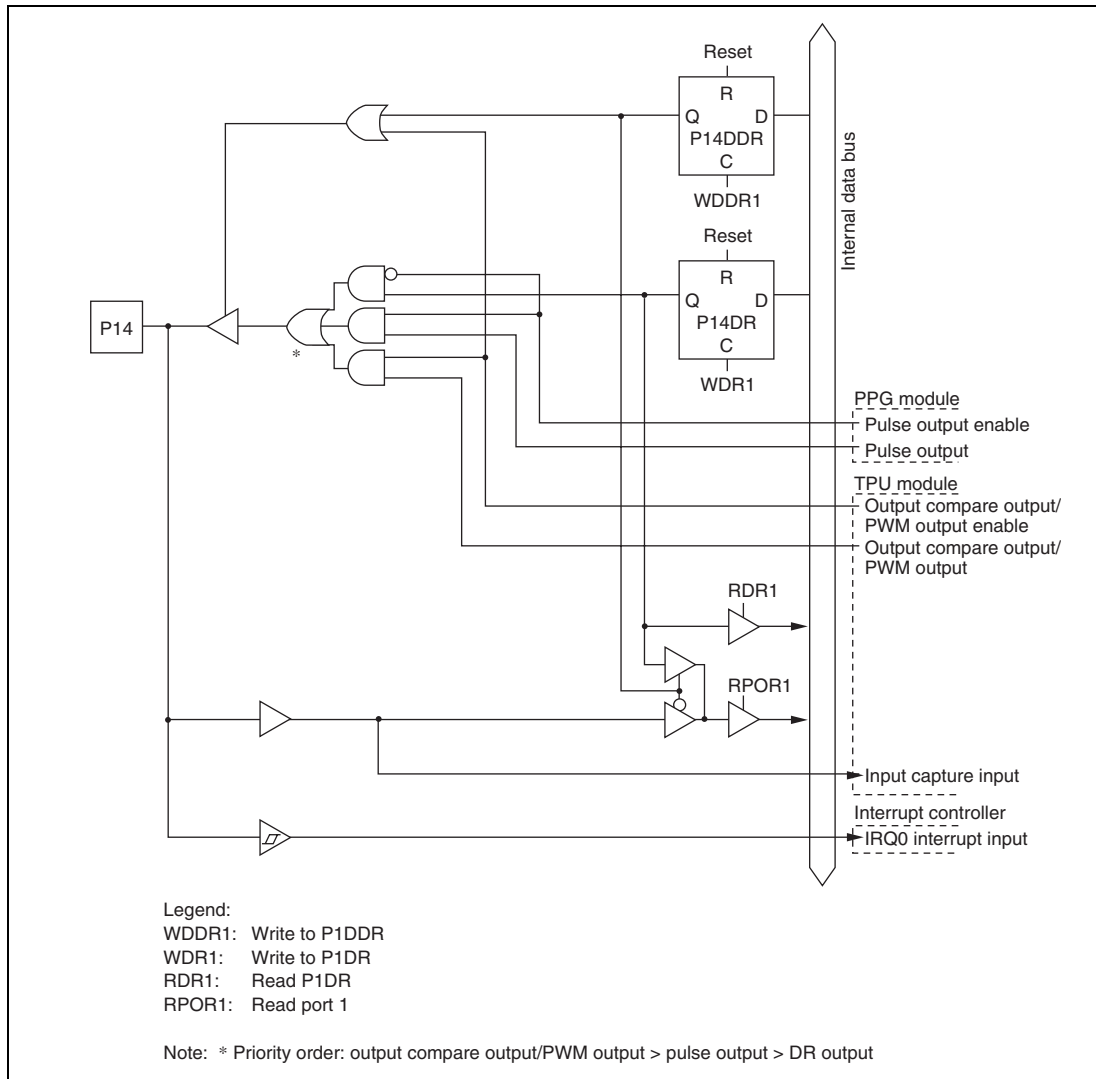 Reset
R
Q D
P14DDR
C
WDDR1
Internal data bus
Reset
R
Q D
P14DR
C
WDR1
P14
*
PPG module
Pulse output enable
Pulse output
TPU module
Output compare output/
PWM output enable
Output compare output/
PWM output
RDR1
RPOR1
Input capture input
Interrupt controller
IRQ0 interrupt input
Legend:
WDDR1: Write to P1DDR
WDR1: Write to P1DR
RDR1: Read P1DR
RPOR1: Read port 1
Note: * Priority order: output compare output/PWM output > pulse output > DR output